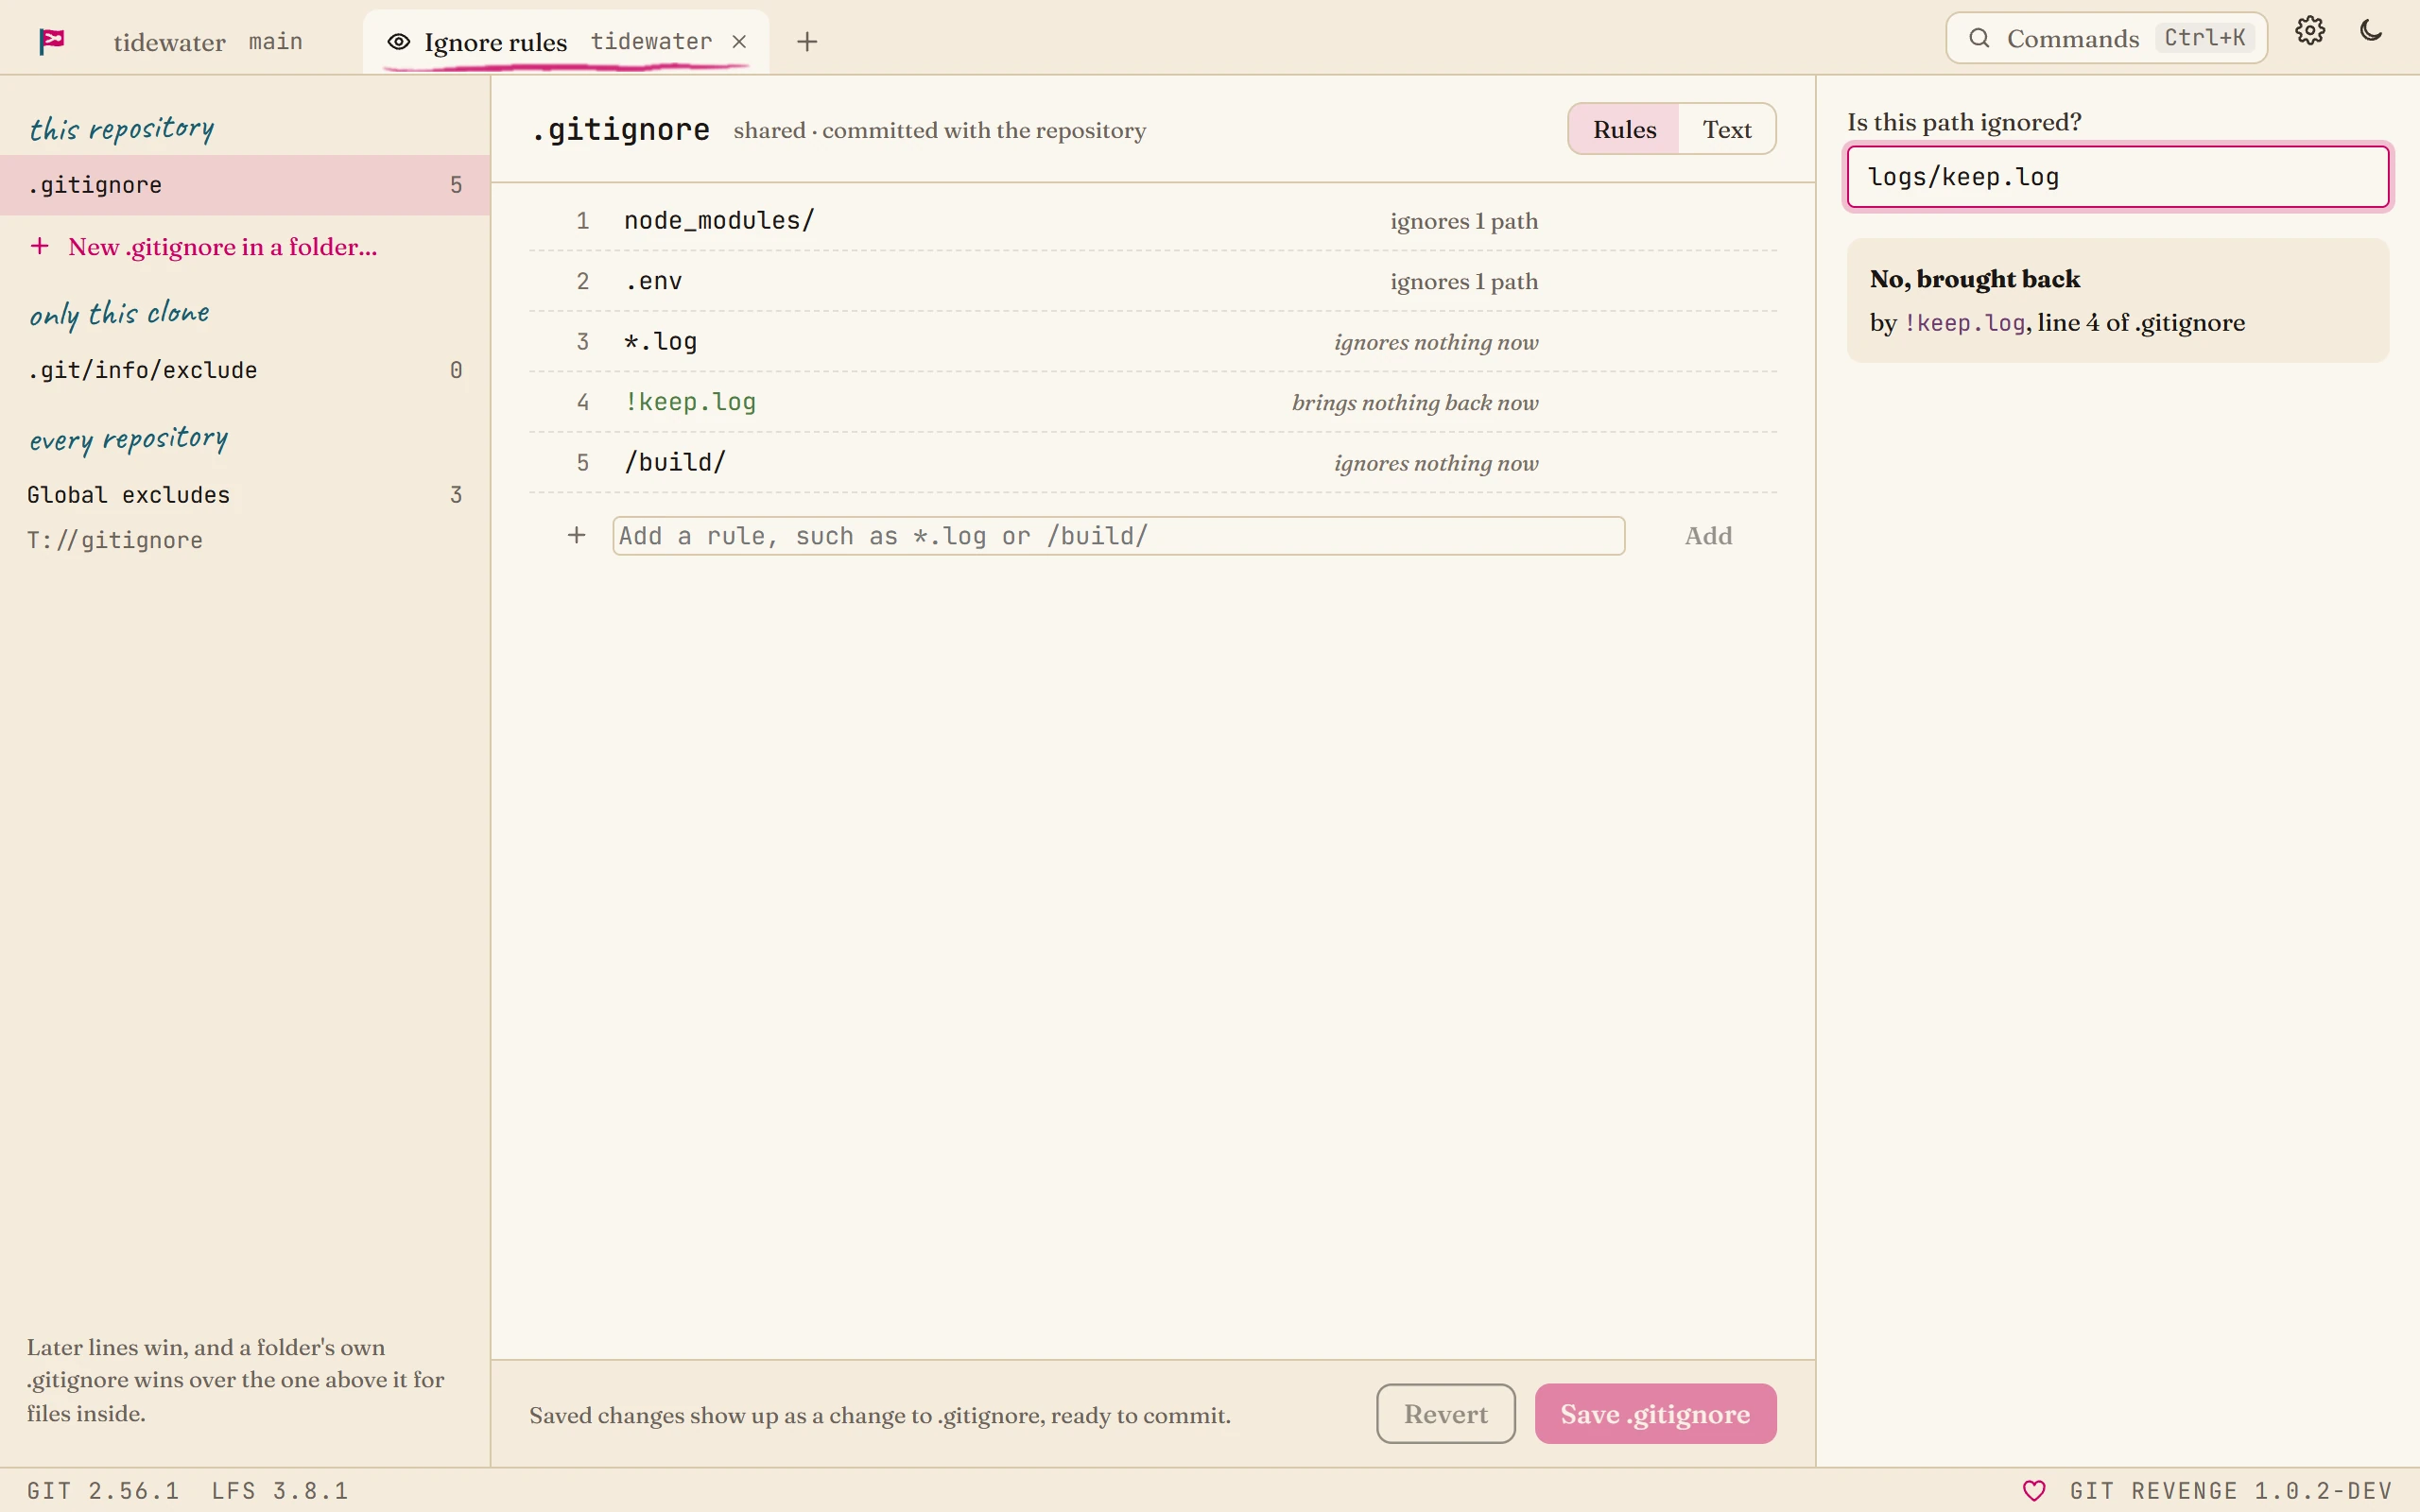 tidewater main
Ignore rules tidewater
Commands Ctrl+K
this repository
.gitignore 5
New .gitignore in a folder...
only this clone
.git/info/exclude 0
every repository
Global excludes 3
T://gitignore
Later lines win, and a folder's own
.gitignore wins over the one above it for
files inside.
.gitignore shared · committed with the repository
Rules Text
1 node_modules/ ignores 1 path
2 .env ignores 1 path
3 *.log ignores nothing now
4 !keep.log brings nothing back now
5 /build/ ignores nothing now
Add a rule, such as *.log or /build/ Add
Saved changes show up as a change to .gitignore, ready to commit.
Revert Save .gitignore
Is this path ignored?
logs/keep.log
No, brought back
by !keep.log, line 4 of .gitignore
GIT 2.56.1 LFS 3.8.1
GIT REVENGE 1.0.2-DEV